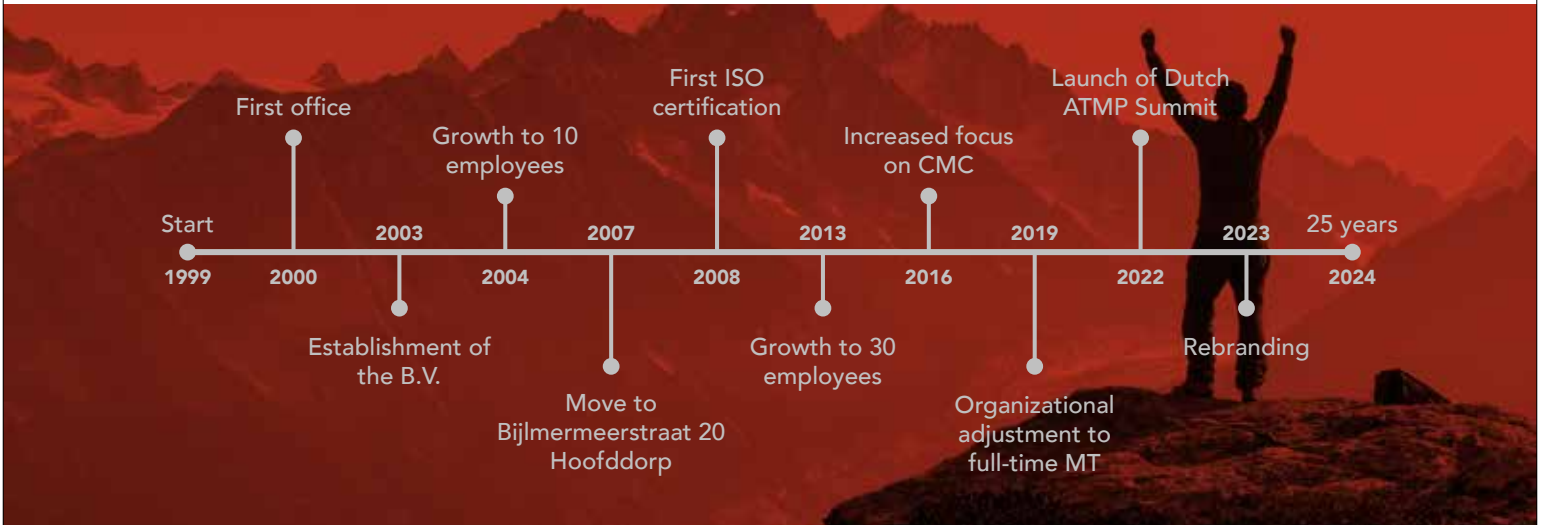 Start
1999
First office
2000
2003
Establishment of
the B.V.
Growth to 10
employees
2004
2007
Move to
Bijlmermeerstraat 20
Hoofddorp
First ISO
certification
2008
2013
Growth to 30
employees
Increased focus
on CMC
2016
2019
Organizational
adjustment to
full-time MT
Launch of Dutch
ATMP Summit
2022
2023
Rebranding
25 years
2024